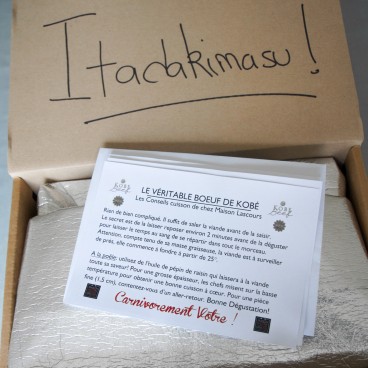 Itadakimasu!
KOBE
Beef
KOBE
Beef
LE VÉRITABLE BOEUF DE KOBÉ
Les Conseils cuisson de chez Maison Lascours
Rien de bien compliqué. Il suffit de saler la viande avant de la saisir.
Le secret est de la laisser reposer environ 2 minutes avant de la déguster
pour laisser le temps au sang de se répartir dans tout le morceau.
Attention, compte tenu de sa masse graisseuse, la viande est à surveiller
de près, elle commence à fondre à partir de 25°.
A la poêle: utilisez de l'huile de pépin de raisin qui laissera à la viande
toute sa saveur! Pour une grosse épaisseur, les chefs misent sur la basse
température pour obtenir une bonne cuisson à cœur. Pour une pièce
fine (1.5 cm), contentez-vous d'un aller-retour. Bonne Dégustation!
Carnivorement Vôtre !